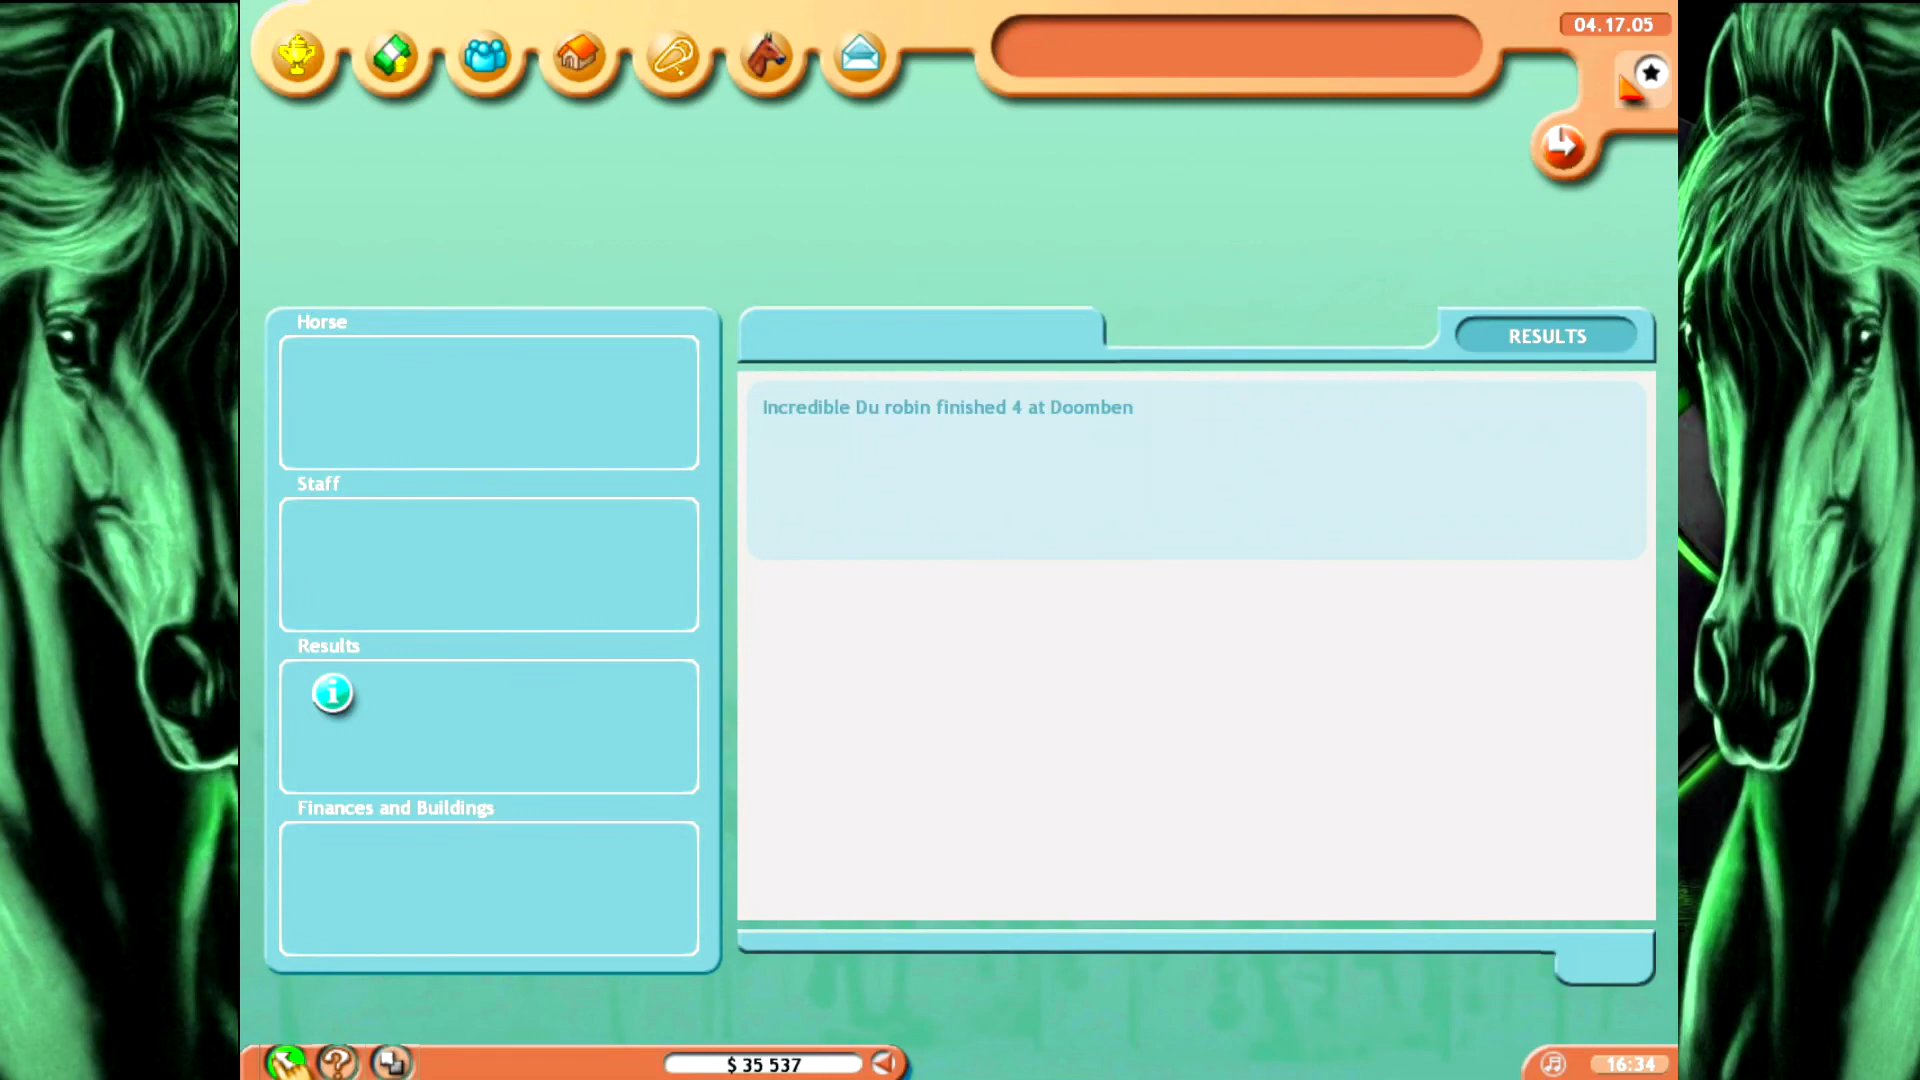 04.17.05
Horse
RESULTS
Incredible Du robin finished 4 at Doomben
Staff
Results
Finances and Buildings
$ 35 537
16:34